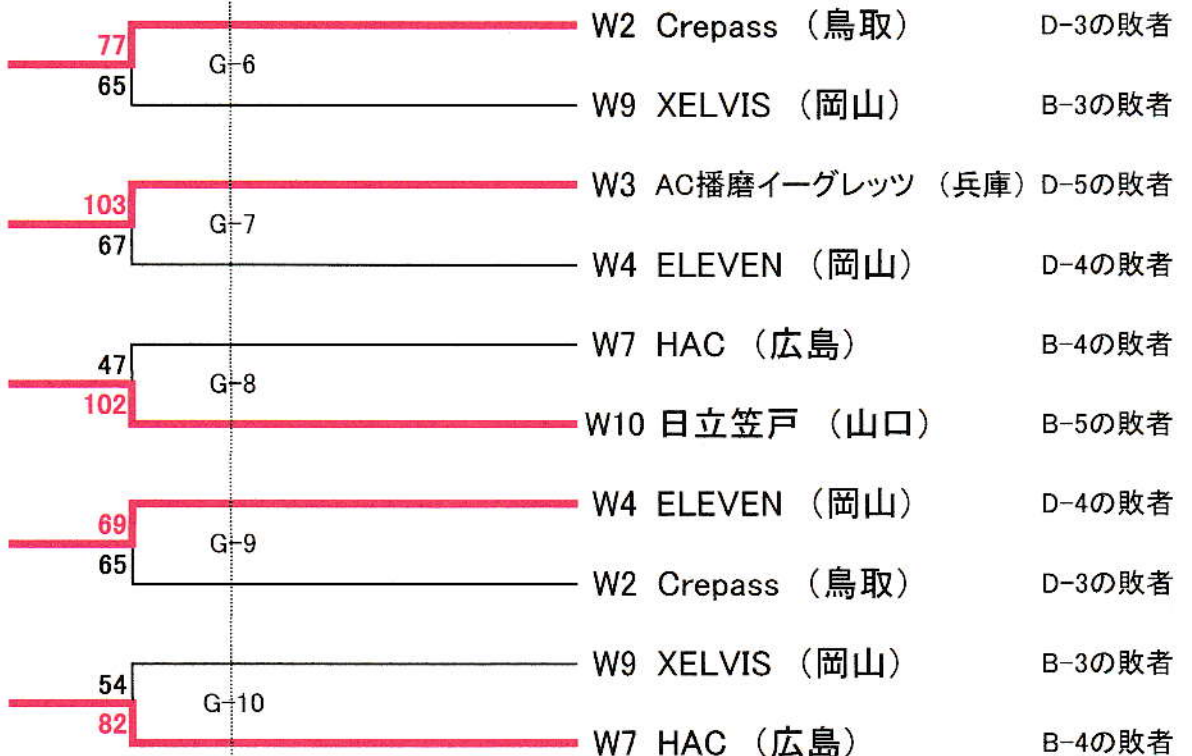 W2 Crepass （鳥取） D-3の敗者
77
G-6
65
W9 XELVIS （岡山） B-3の敗者
W3 AC播磨イーグレッツ （兵庫） D-5の敗者
103
G-7
67
W4 ELEVEN （岡山） D-4の敗者
W7 HAC （広島） B-4の敗者
47
G-8
102
W10 日立笠戸 （山口） B-5の敗者
W4 ELEVEN （岡山） D-4の敗者
69
G-9
65
W2 Crepass （鳥取） D-3の敗者
W9 XELVIS （岡山） B-3の敗者
54
G-10
82
W7 HAC （広島） B-4の敗者